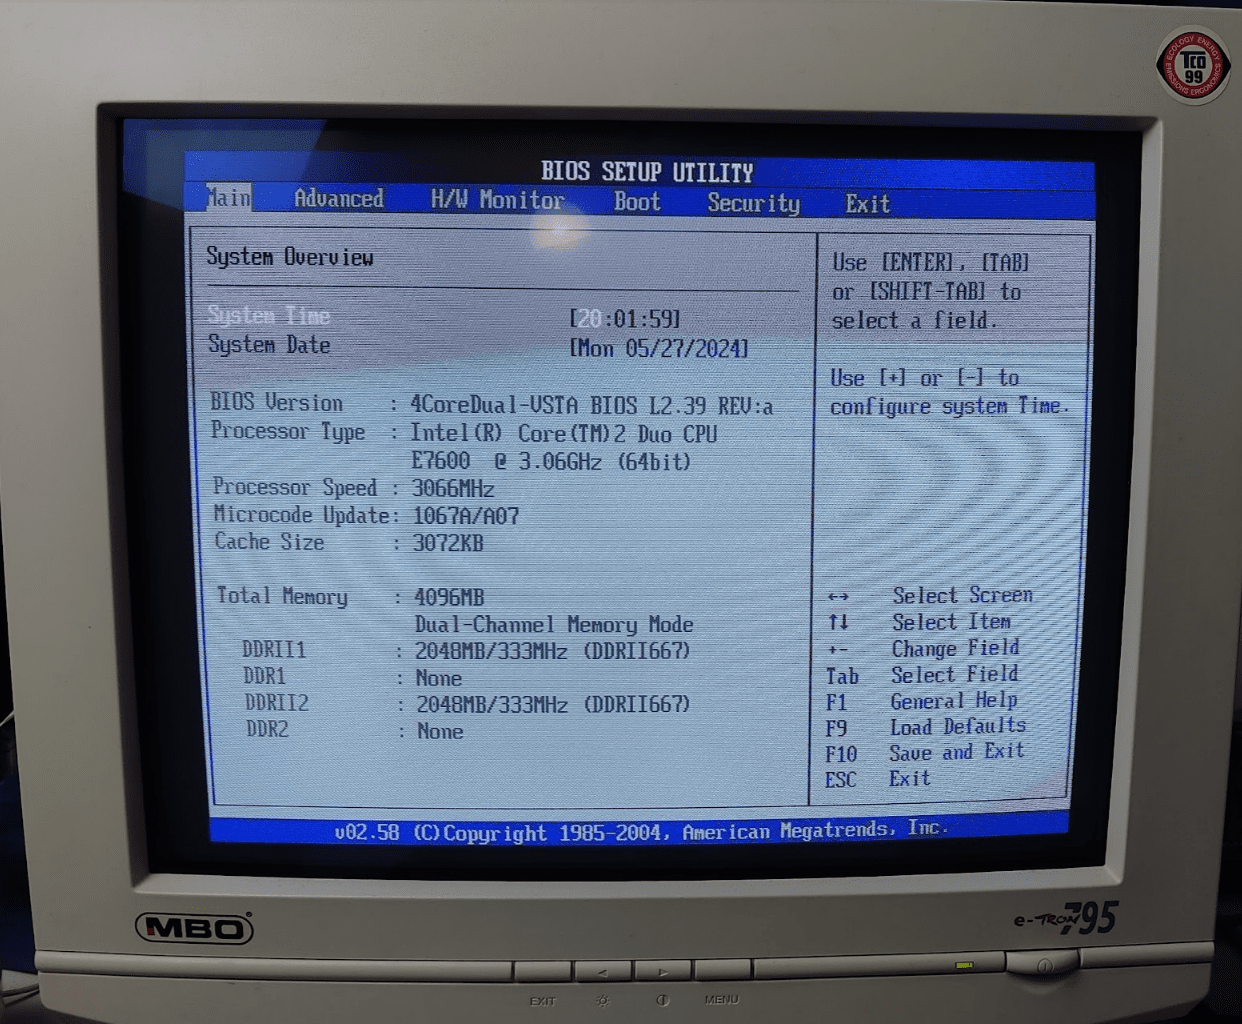 ECOLOGY ENERGY
TCO
99
EMISSIONS ERGONOMICS
BIOS SETUP UTILITY
Main Advanced H/W Monitor Boot Security Exit
System Overview
System Time [20:01:59]
System Date [Mon 05/27/2024]
BIOS Version : 4CoreDual-VSTA BIOS L2.39 REV:a
Processor Type : Intel(R) Core(TM)2 Duo CPU
E7600 @ 3.06GHz (64bit)
Processor Speed : 3066MHz
Microcode Update: 1067A/A07
Cache Size : 3072KB
Total Memory : 4096MB
Dual-Channel Memory Mode
DDRII1 : 2048MB/333MHz (DDRII667)
DDR1 : None
DDRII2 : 2048MB/333MHz (DDRII667)
DDR2 : None
Use [ENTER], [TAB]
or [SHIFT-TAB] to
select a field.
Use [+] or [-] to
configure system Time.
↔ Select Screen
↑↓ Select Item
+- Change Field
Tab Select Field
F1 General Help
F9 Load Defaults
F10 Save and Exit
ESC Exit
v02.58 (C)Copyright 1985-2004, American Megatrends, Inc.
MBO
e-TRON 795
EXIT MENU